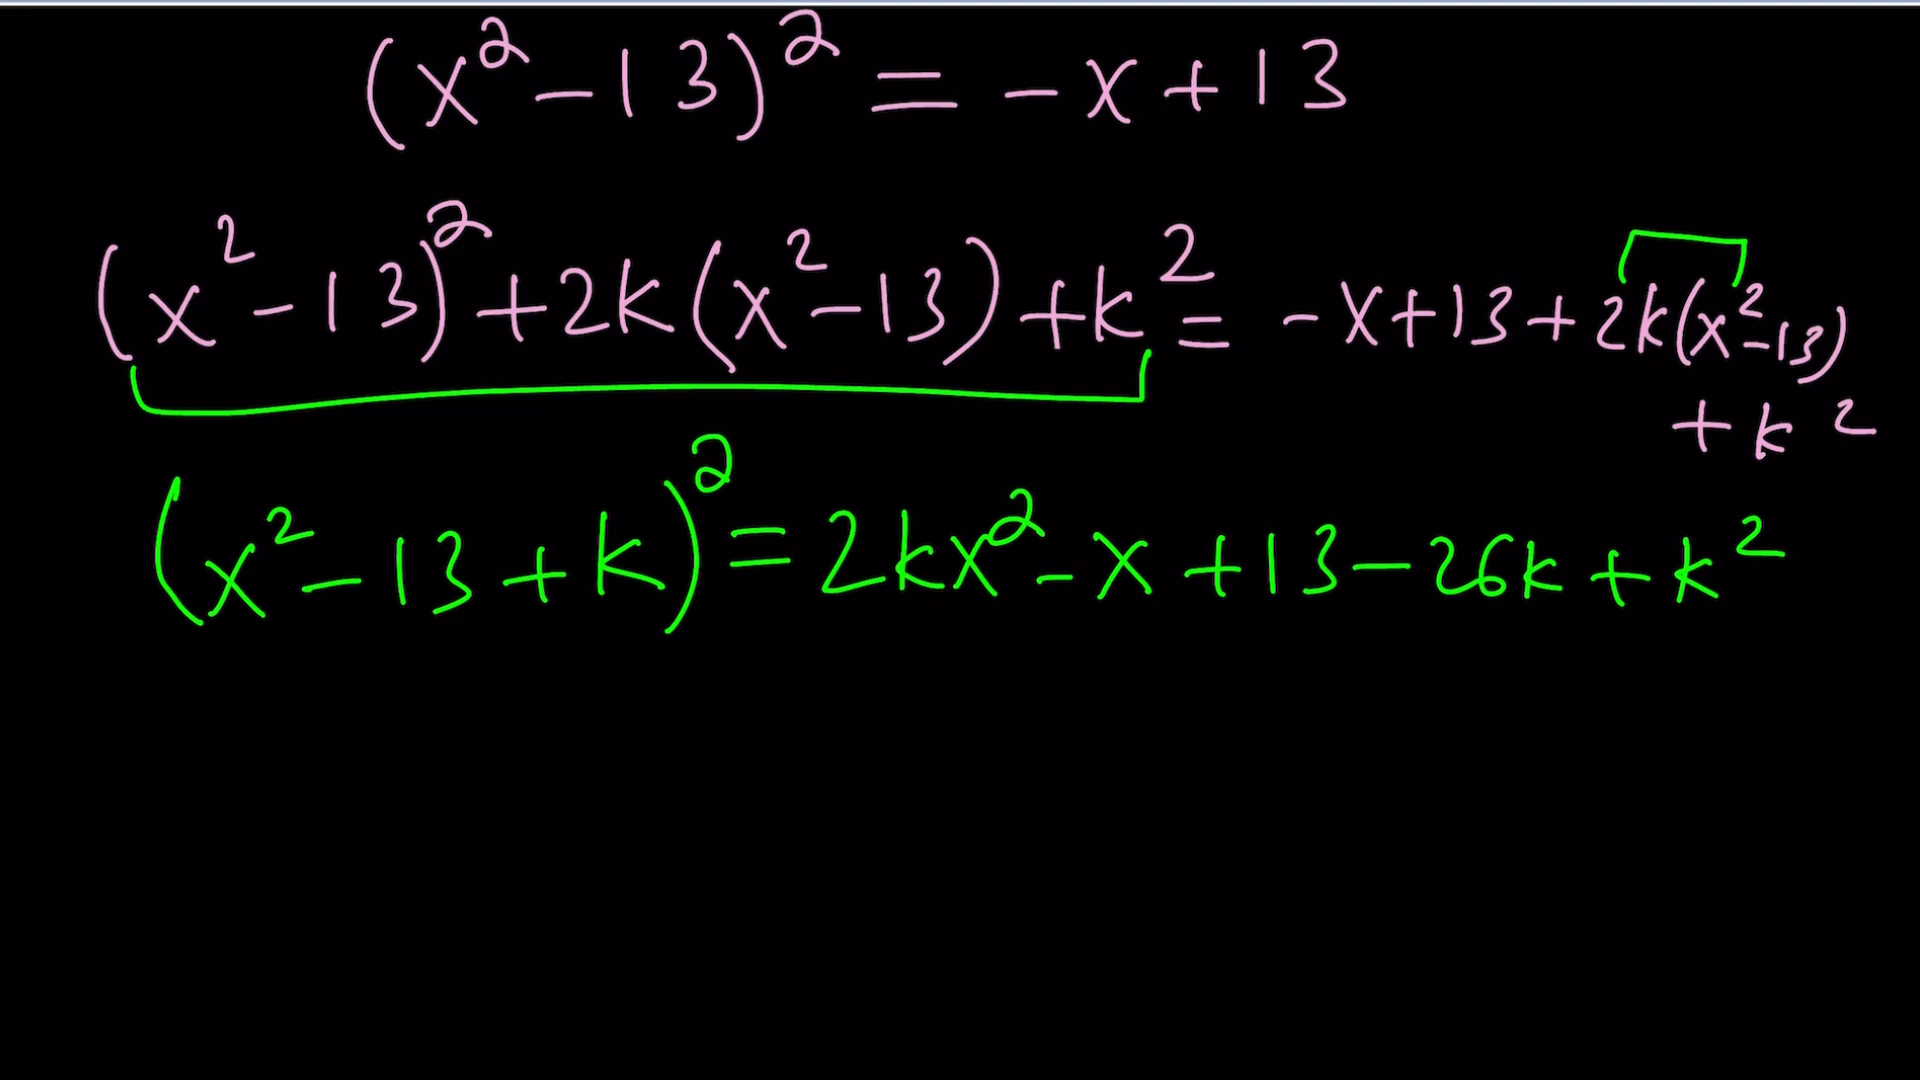 (x²-13)² = -x+13
(x²-13)²+2k(x²-13)+k² = -x+13+2k(x²-13)
+k²
(x²-13+k)² = 2kx²-x+13-26k+k²